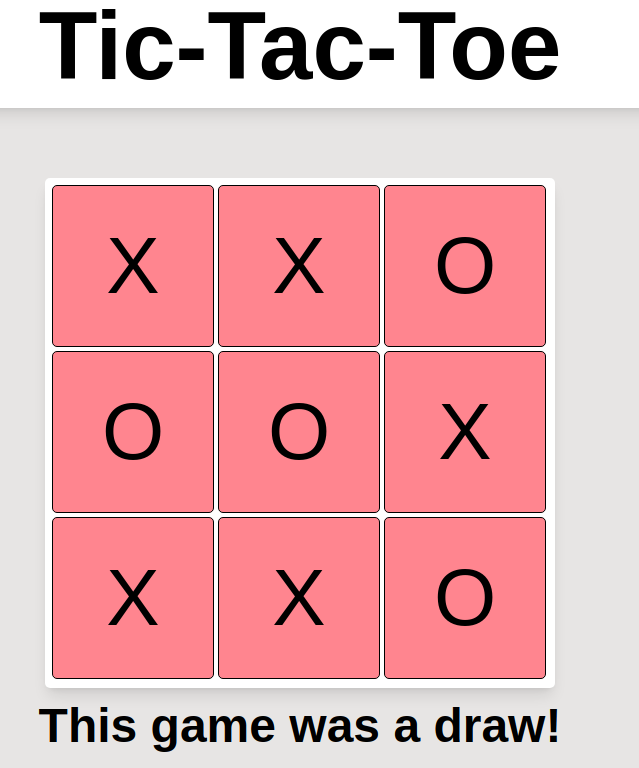 Tic-Tac-Toe
X X O
O O X
X X O
This game was a draw!